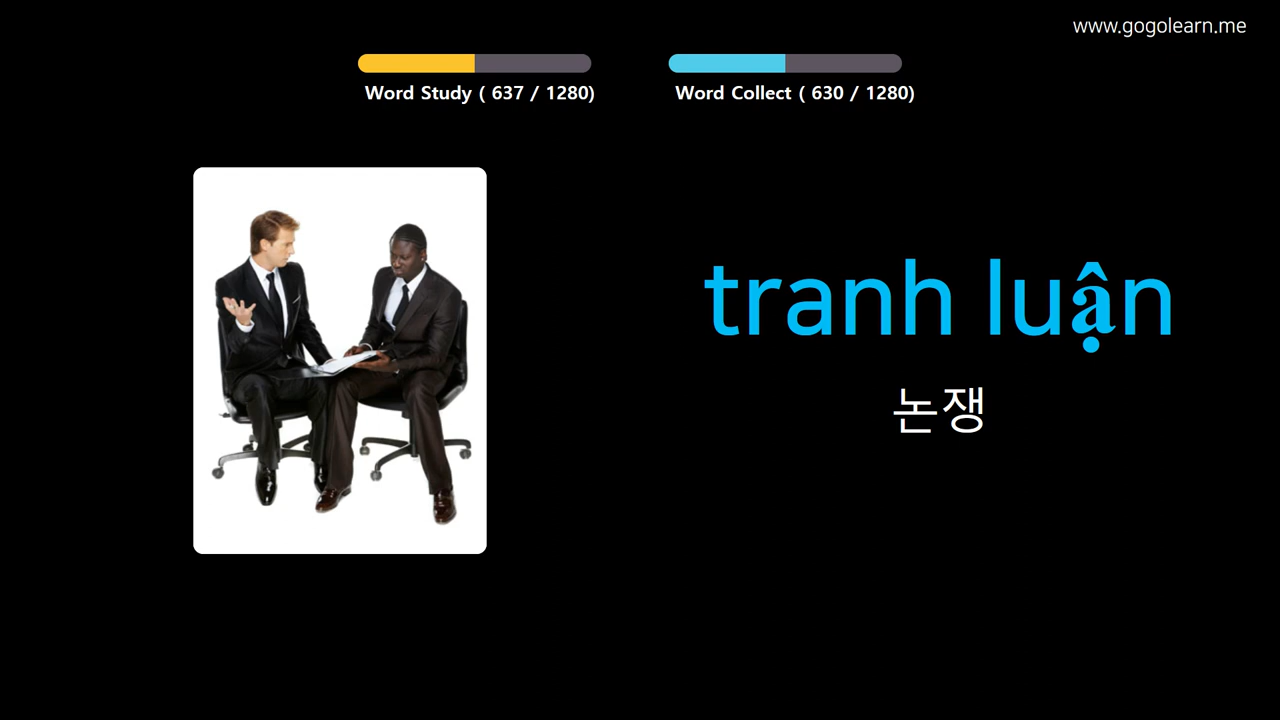 www.gogolearn.me
Word Study ( 637 / 1280)
Word Collect ( 630 / 1280)
tranh luận
논쟁